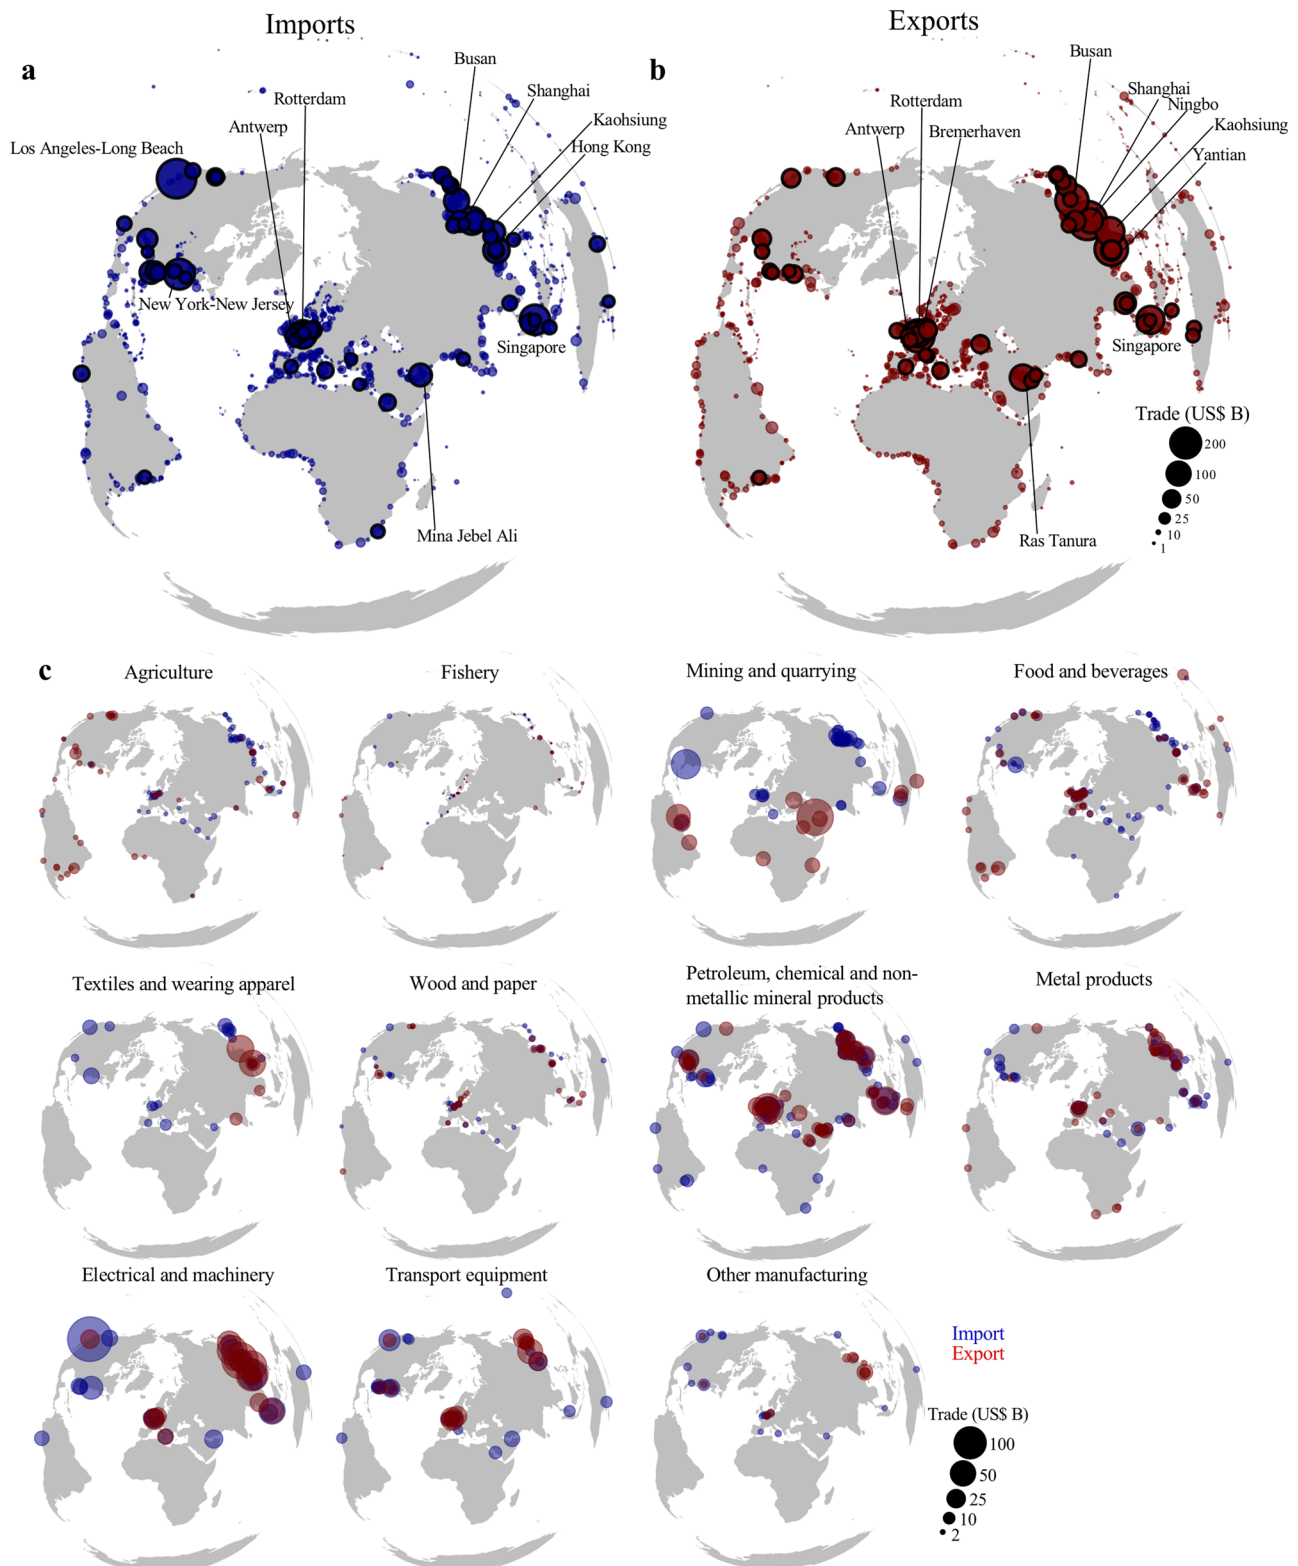 Imports
Exports
a
Busan
Shanghai
Rotterdam
Kaohsiung
Antwerp
Hong Kong
Los Angeles-Long Beach
New York-New Jersey
Singapore
Mina Jebel Ali
b
Busan
Shanghai
Ningbo
Rotterdam
Kaohsiung
Antwerp
Bremerhaven
Yantian
Singapore
Ras Tanura
Trade (US$ B)
200
100
50
25
10
1
c
Agriculture
Fishery
Mining and quarrying
Food and beverages
Textiles and wearing apparel
Wood and paper
Petroleum, chemical and non-
metallic mineral products
Metal products
Electrical and machinery
Transport equipment
Other manufacturing
Import
Export
Trade (US$ B)
100
50
25
10
2